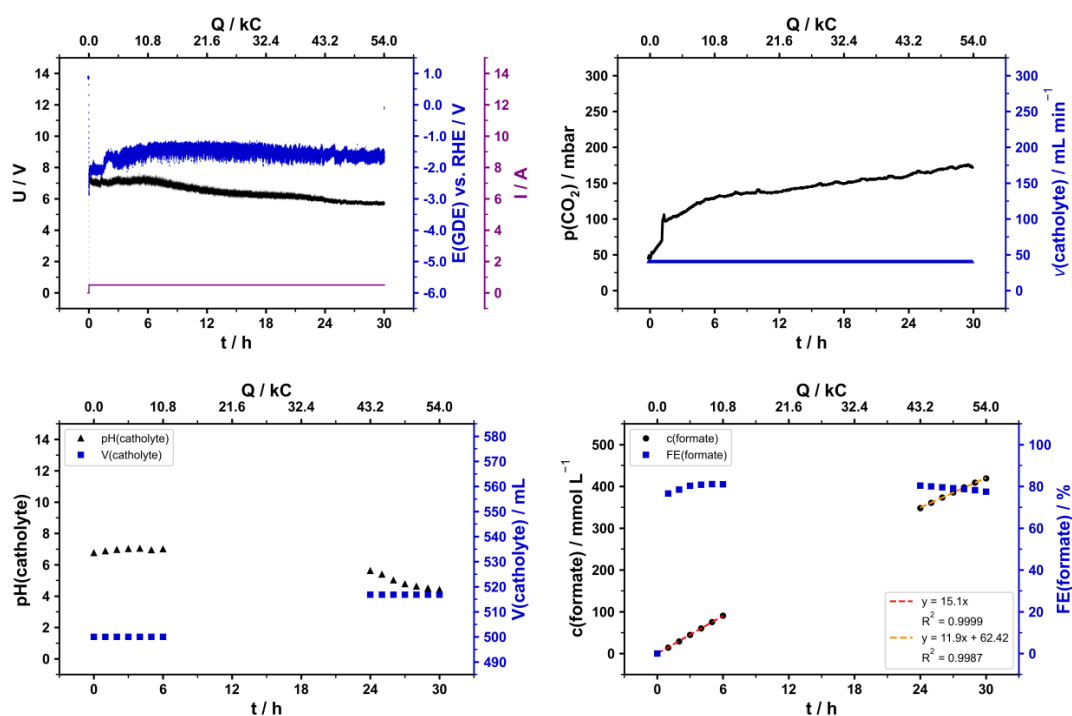 Q / kC
0.0 10.8 21.6 32.4 43.2 54.0
U / V
14
12
10
8
6
4
2
0
1.0
0.0
-1.0
-2.0
-3.0
-4.0
-5.0
-6.0
E(GDE) vs. RHE / V
14
12
10
8
6
4
2
0
I / A
0 6 12 18 24 30
t / h
Q / kC
0.0 10.8 21.6 32.4 43.2 54.0
p(CO₂) / mbar
300
250
200
150
100
50
0
300
250
200
150
100
50
0
v(catholyte) / mL min⁻¹
0 6 12 18 24 30
t / h
Q / kC
0.0 10.8 21.6 32.4 43.2 54.0
pH(catholyte)
14
12
10
8
6
4
2
0
pH(catholyte)
V(catholyte)
580
570
560
550
540
530
520
510
500
490
V(catholyte) / mL
0 6 12 18 24 30
t / h
Q / kC
0.0 10.8 21.6 32.4 43.2 54.0
c(formate) / mmol L⁻¹
500
400
300
200
100
0
c(formate)
FE(formate)
y = 15.1x
R² = 0.9999
y = 11.9x + 62.42
R² = 0.9987
100
80
60
40
20
0
FE(formate) / %
0 6 12 18 24 30
t / h